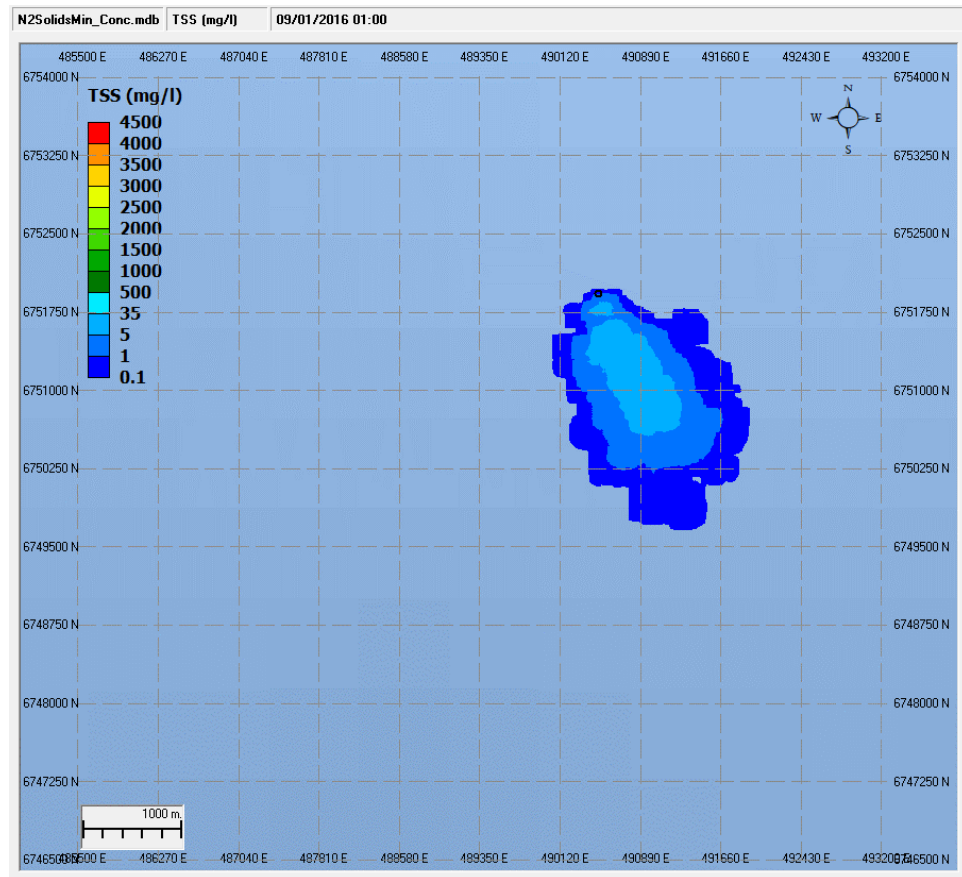 N2SolidsMin_Conc.mdb TSS (mg/l) 09/01/2016 01:00
485500 E 486270 E 487040 E 487810 E 488580 E 489350 E 490120 E 490890 E 491660 E 492430 E 493200 E
6754000 N 6754000 N
TSS (mg/l)
N
W E
S
4500
4000
3500
3000
2500
2000
1500
1000
500
35
5
1
0.1
6753250 N 6753250 N
6752500 N 6752500 N
6751750 N 6751750 N
6751000 N 6751000 N
6750250 N 6750250 N
6749500 N 6749500 N
6748750 N 6748750 N
6748000 N 6748000 N
6747250 N 6747250 N
1000 m.
486270 E 487040 E 487810 E 488580 E 489350 E 490120 E 490890 E 491660 E 492430 E 6746500 N